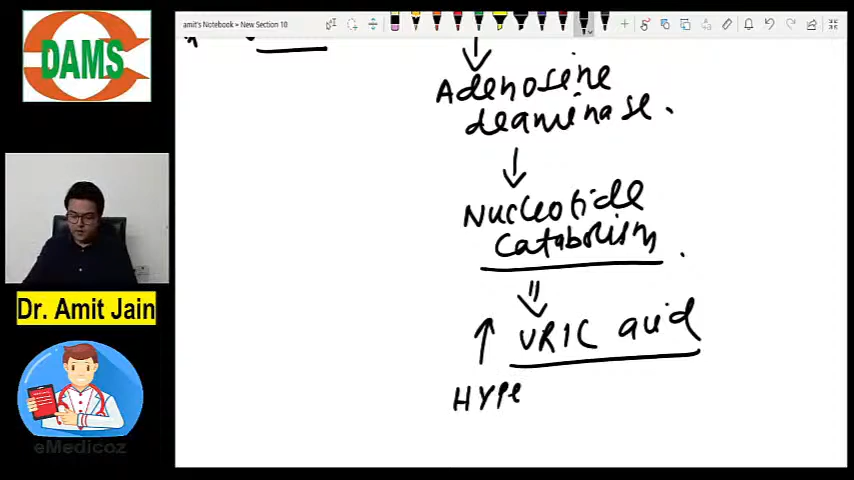 amit's Notebook > New Section 10
DAMS
Adenosine
deaminase.
Nucleotide
Catabolism.
↑ URIC acid
HYPe
Dr. Amit Jain
eMedicoz